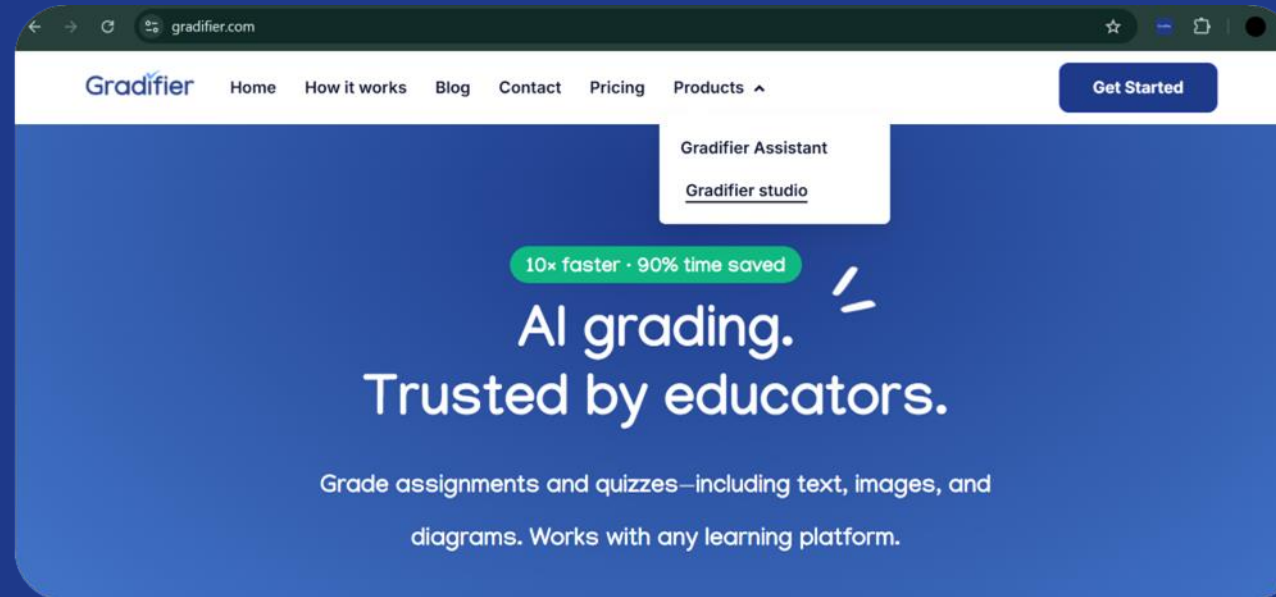 gradifier.com
Gradifier Home How it works Blog Contact Pricing Products Get Started
Gradifier Assistant
Gradifier studio
10× faster · 90% time saved
AI grading.
Trusted by educators.
Grade assignments and quizzes—including text, images, and
diagrams. Works with any learning platform.